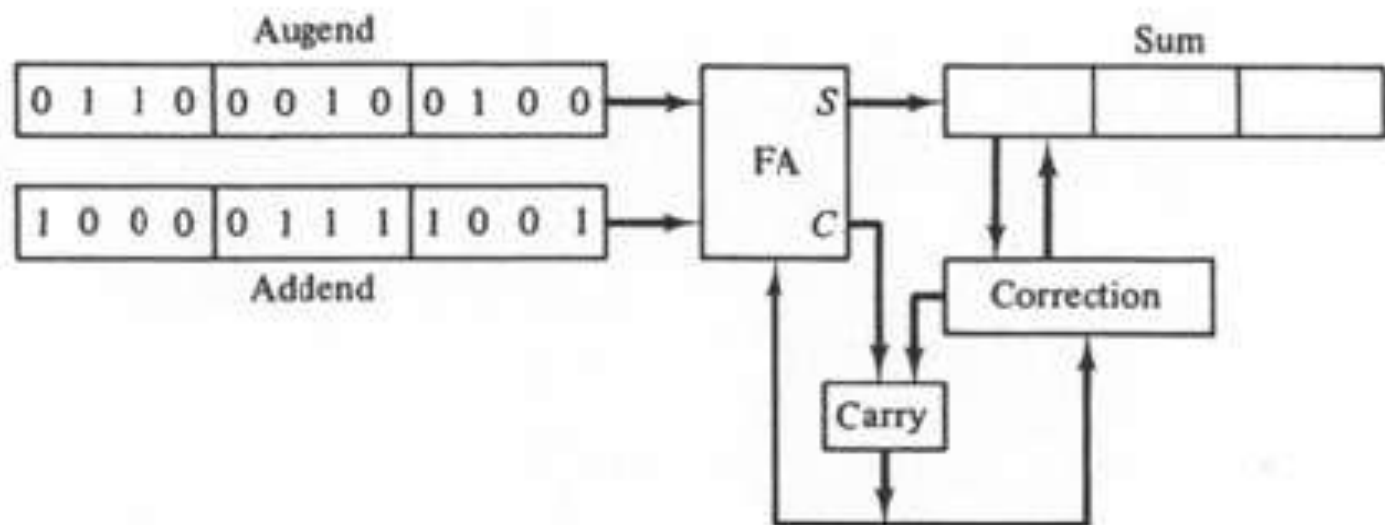 Augend
0 1 1 0 0 0 1 0 0 1 0 0
1 0 0 0 0 1 1 1 1 0 0 1
Addend
FA
S
C
Sum
Correction
Carry